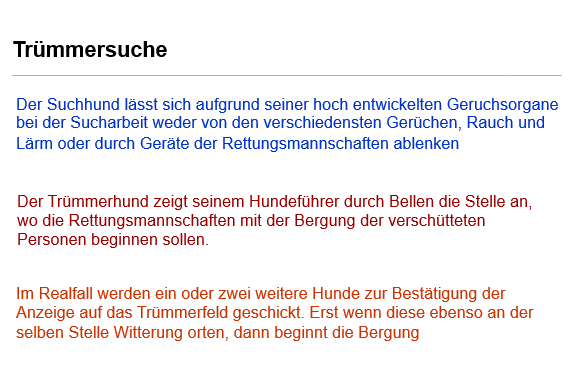 Trümmersuche
Der Suchhund lässt sich aufgrund seiner hoch entwickelten Geruchsorgane
bei der Sucharbeit weder von den verschiedensten Gerüchen, Rauch und
Lärm oder durch Geräte der Rettungsmannschaften ablenken
Der Trümmerhund zeigt seinem Hundeführer durch Bellen die Stelle an,
wo die Rettungsmannschaften mit der Bergung der verschütteten
Personen beginnen sollen.
Im Realfall werden ein oder zwei weitere Hunde zur Bestätigung der
Anzeige auf das Trümmerfeld geschickt. Erst wenn diese ebenso an der
selben Stelle Witterung orten, dann beginnt die Bergung